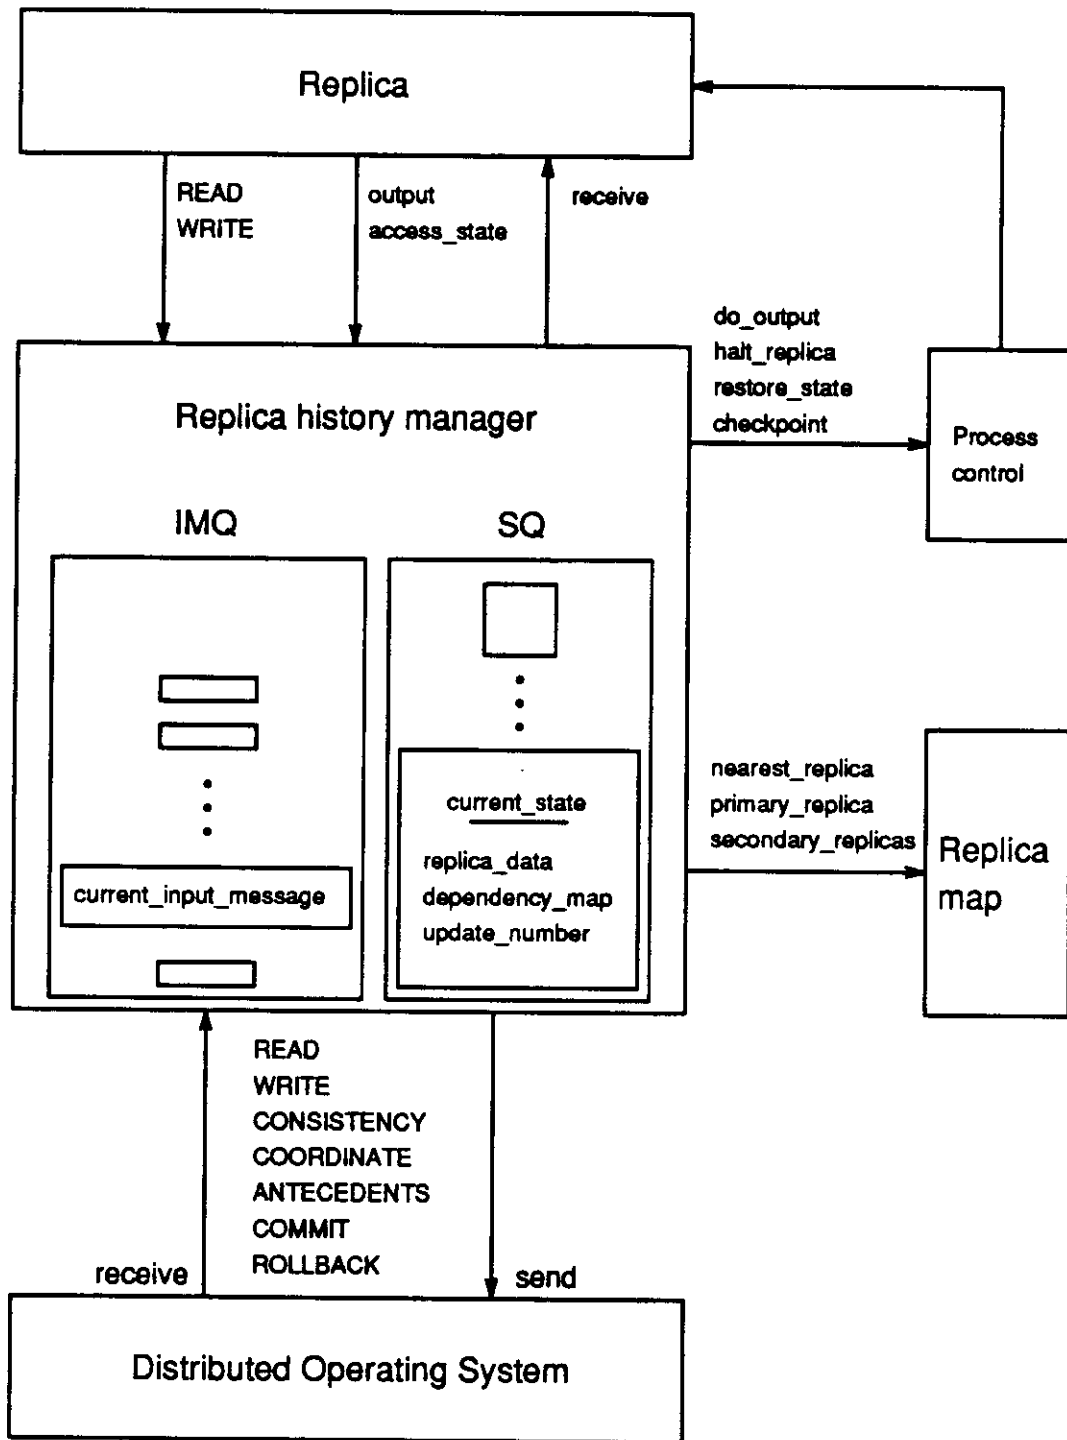 Replica
READ
WRITE
output
access_state
receive
do_output
halt_replica
restore_state
checkpoint
Process
control
Replica history manager
IMQ
SQ
current_state
replica_data
dependency_map
update_number
current_input_message
nearest_replica
primary_replica
secondary_replicas
Replica
map
READ
WRITE
CONSISTENCY
COORDINATE
ANTECEDENTS
COMMIT
ROLLBACK
receive
send
Distributed Operating System